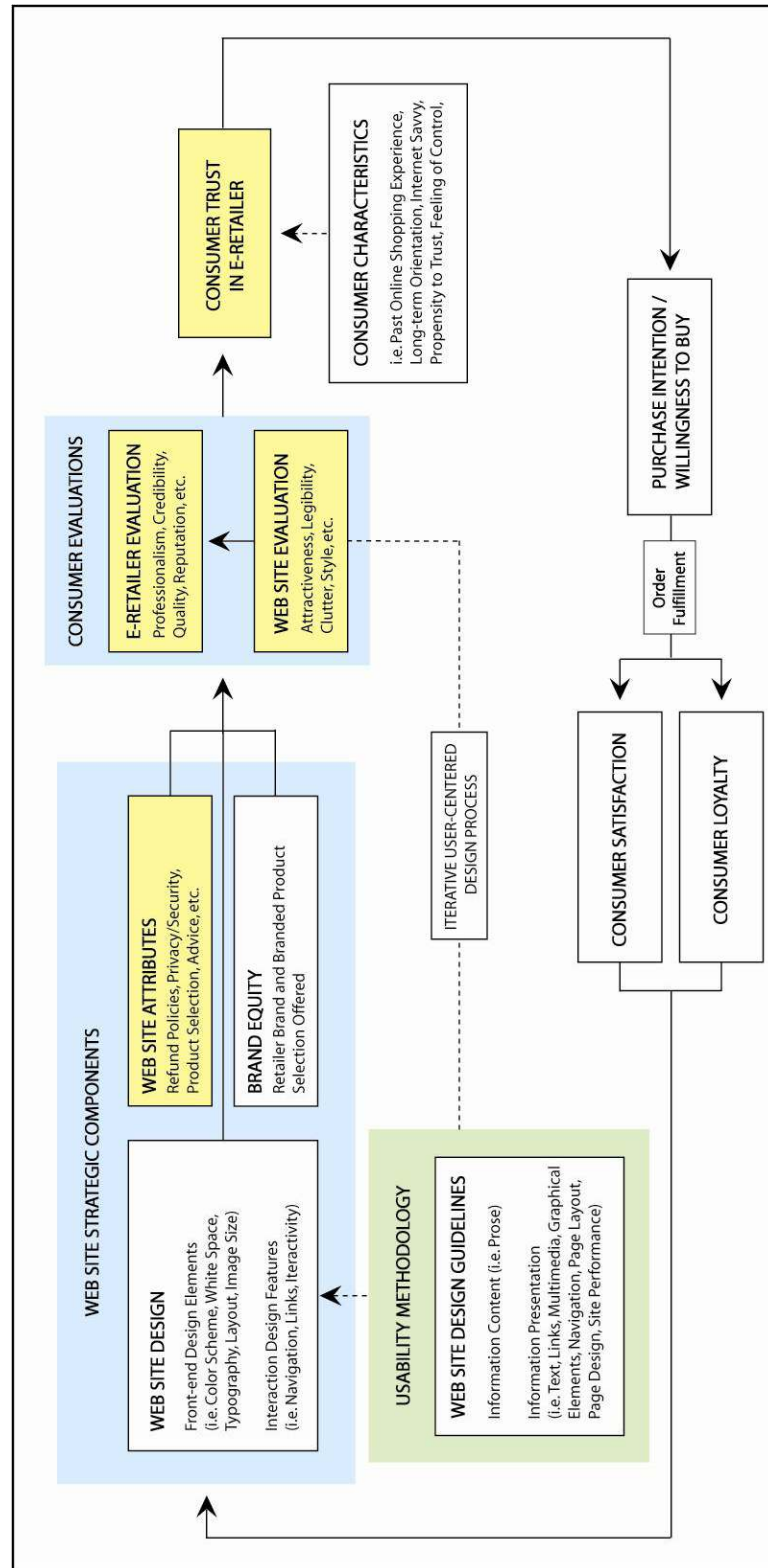 WEB SITE STRATEGIC COMPONENTS
WEB SITE DESIGN
Front-end Design Elements
(i.e. Color Scheme, White Space,
Typography, Layout, Image Size)
Interaction Design Features
(i.e. Navigation, Links, Iteractivity)
WEB SITE ATTRIBUTES
Refund Policies, Privacy/Security,
Product Selection, Advice, etc.
BRAND EQUITY
Retailer Brand and Branded Product
Selection Offered
CONSUMER EVALUATIONS
E-RETAILER EVALUATION
Professionalism, Credibility,
Quality, Reputation, etc.
WEB SITE EVALUATION
Attractiveness, Legibility,
Clutter, Style, etc.
CONSUMER TRUST
IN E-RETAILER
CONSUMER CHARACTERISTICS
i.e. Past Online Shopping Experience,
Long-term Orientation, Internet Savvy,
Propensity to Trust, Feeling of Control,
USABILITY METHODOLOGY
WEB SITE DESIGN GUIDELINES
Information Content (i.e. Prose)
Information Presentation
(i.e. Text, Links, Multimedia, Graphical
Elements, Navigation, Page Layout,
Page Design, Site Performance)
ITERATIVE USER-CENTERED
DESIGN PROCESS
CONSUMER SATISFACTION
CONSUMER LOYALTY
Order
Fulfillment
PURCHASE INTENTION /
WILLINGNESS TO BUY